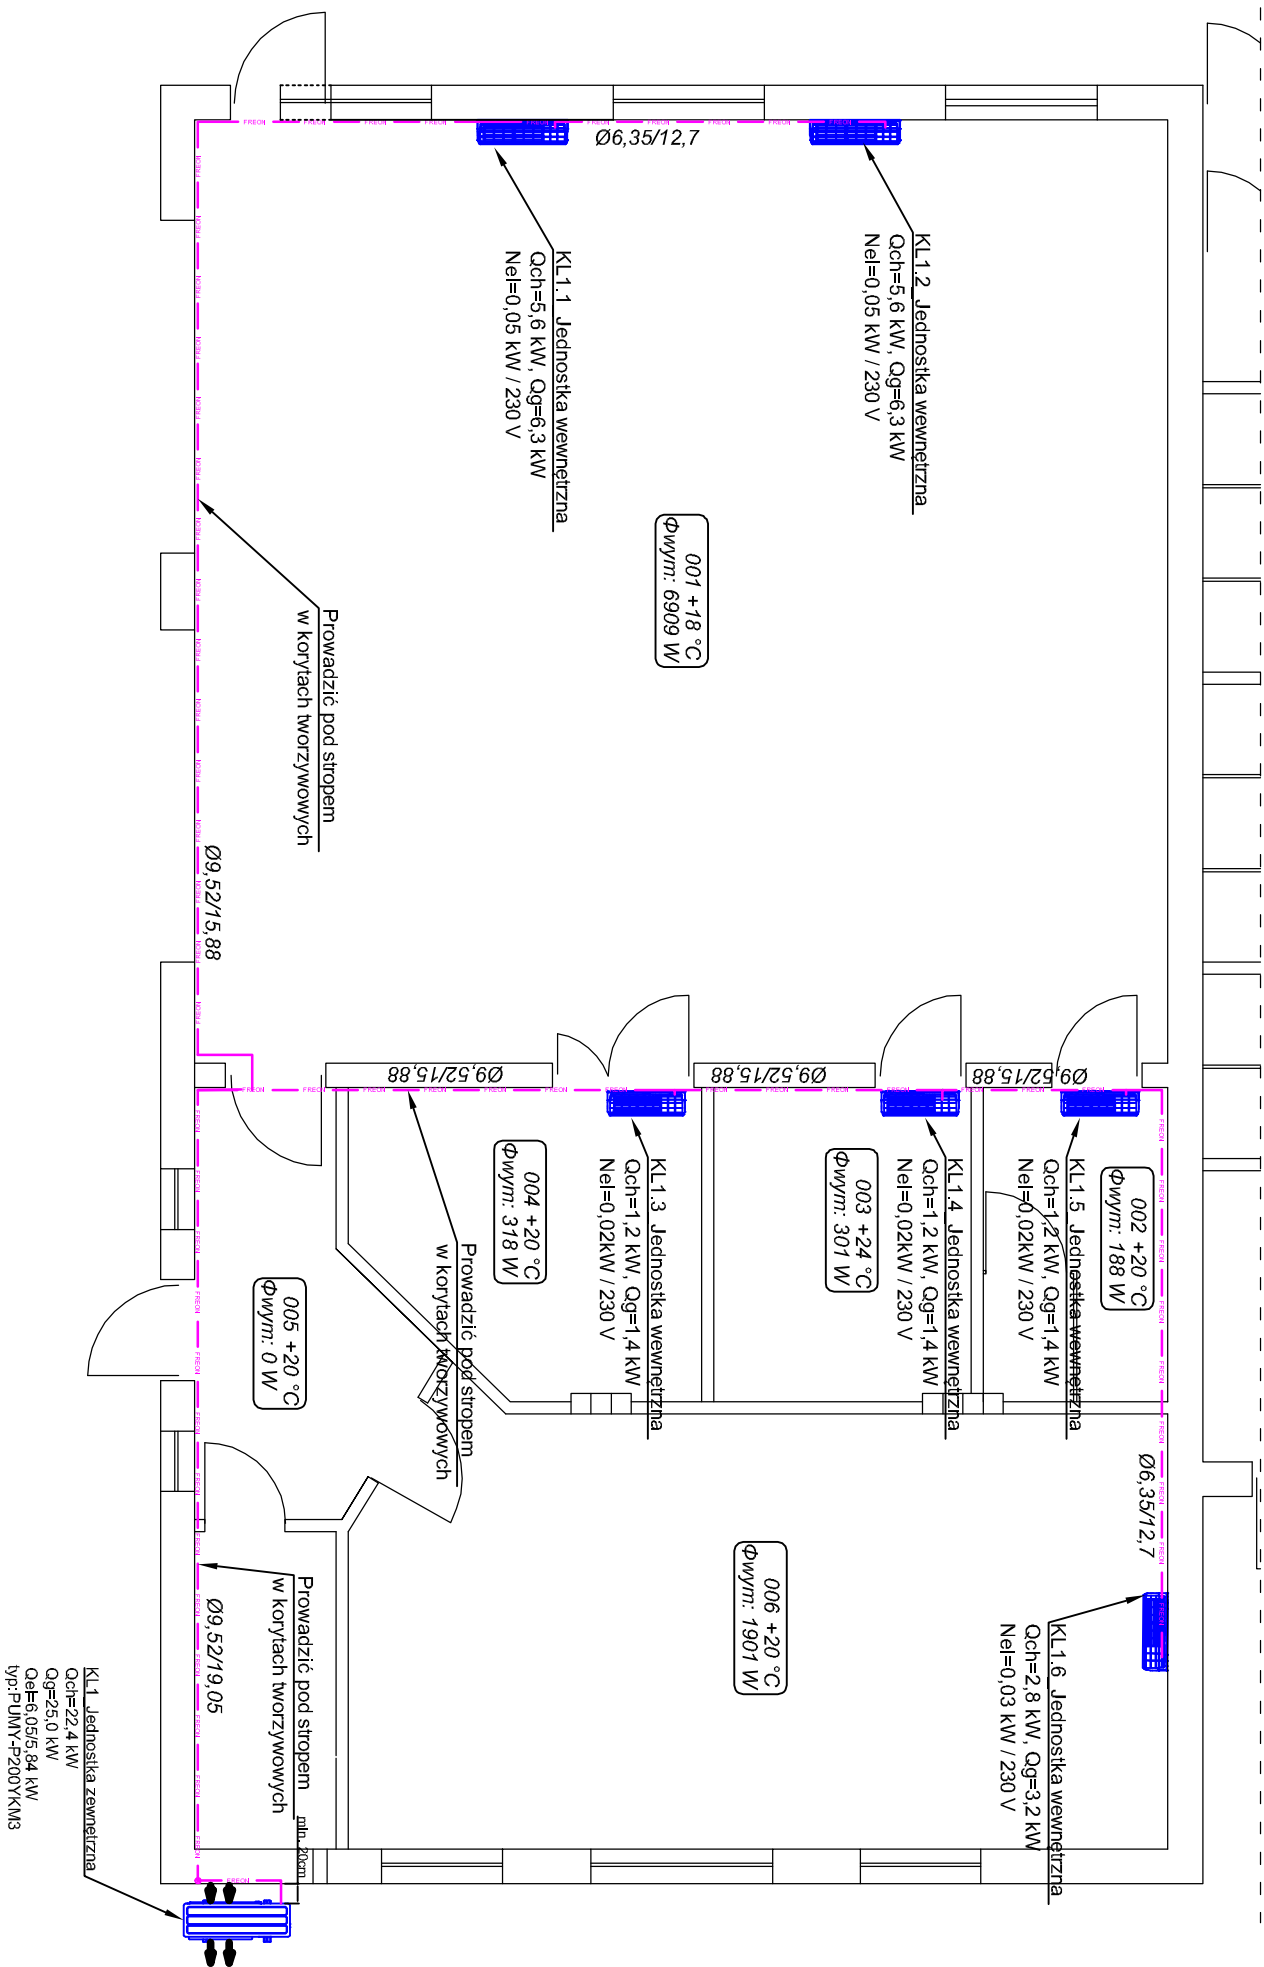 KL1.2 Jednostka wewnętrzna
Qch=5,6 kW, Qg=6,3 kW
Nel=0,05 kW / 230 V
KL1.1 Jednostka wewnętrzna
Qch=5,6 kW, Qg=6,3 kW
Nel=0,05 kW / 230 V
Ø6,35/12,7
001 +18 °C
Φwym: 6909 W
Prowadzić pod stropem
w korytach tworzywowych
Ø9,52/15,88
Ø9,52/15,88
Ø9,52/15,88
Ø9,52/15,88
002 +20 °C
Φwym: 188 W
KL1.5 Jednostka wewnętrzna
Qch=1,2 kW, Qg=1,4 kW
Nel=0,02kW / 230 V
KL1.4 Jednostka wewnętrzna
Qch=1,2 kW, Qg=1,4 kW
Nel=0,02kW / 230 V
003 +24 °C
Φwym: 301 W
KL1.3 Jednostka wewnętrzna
Qch=1,2 kW, Qg=1,4 kW
Nel=0,02kW / 230 V
004 +20 °C
Φwym: 318 W
Prowadzić pod stropem
w korytach tworzywowych
005 +20 °C
Φwym: 0 W
Ø6,35/12,7
KL1.6 Jednostka wewnętrzna
Qch=2,8 kW, Qg=3,2 kW
Nel=0,03 kW / 230 V
006 +20 °C
Φwym: 1901 W
Prowadzić pod stropem
w korytach tworzywowych
Ø9,52/19,05
min. 20cm
KL1 Jednostka zewnętrzna
Qch=22,4 kW
Qg=25,0 kW
Qel=6,05/5,84 kW
typ:PUMY-P200YKM3
FREON